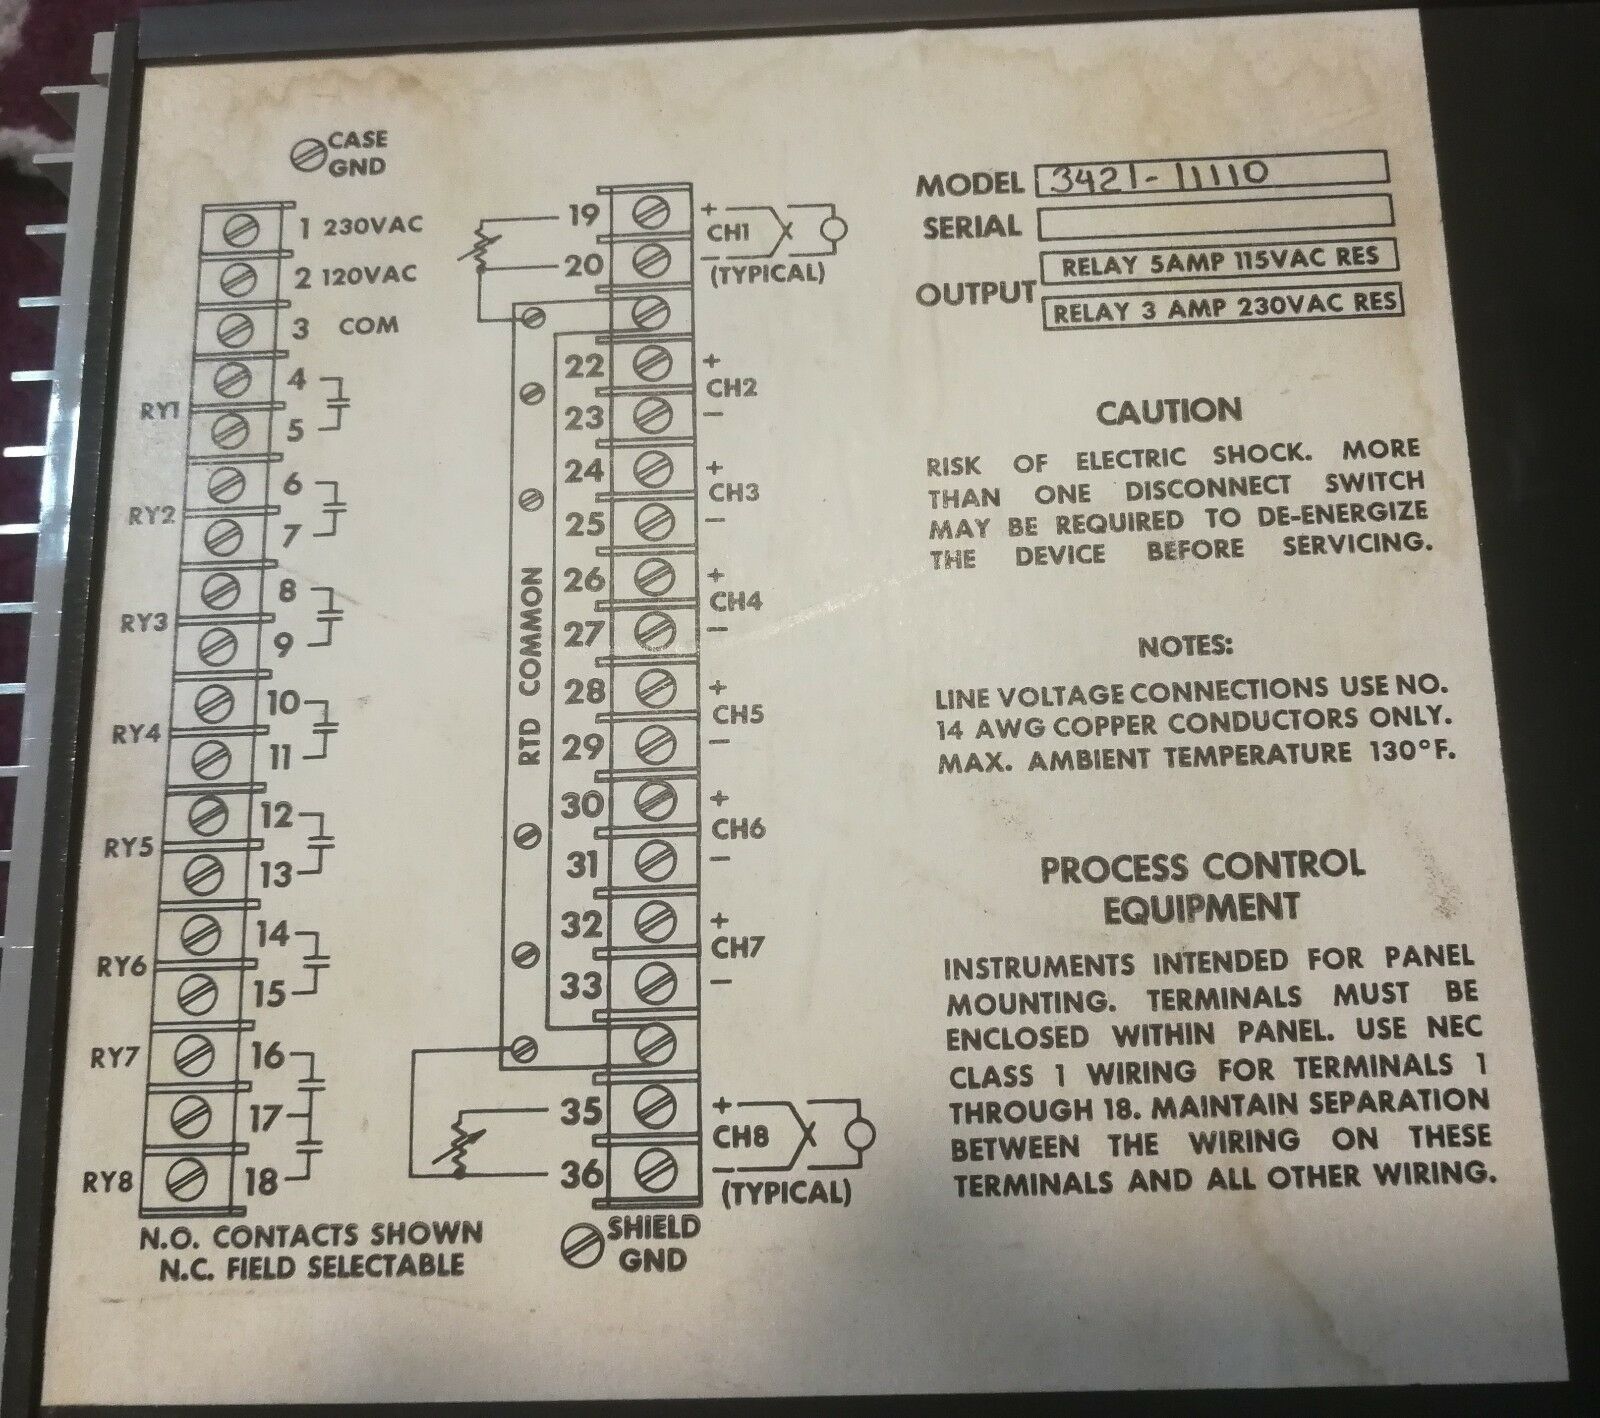 CASE
GND
1 230VAC
2 120VAC
3 COM
4
RY1
5
6
RY2
7
8
RY3
9
10
RY4
11
12
RY5
13
14
RY6
15
RY7 16
17
RY8 18
N.O. CONTACTS SHOWN
N.C. FIELD SELECTABLE
RTD COMMON
19 +
CH1
20 -
(TYPICAL)
22 +
CH2
23 -
24 +
CH3
25 -
26 +
CH4
27 -
28 +
CH5
29 -
30 +
CH6
31 -
32 +
CH7
33 -
35 +
CH8
36 -
(TYPICAL)
SHIELD
GND
MODEL 3421-11110
SERIAL
OUTPUT
RELAY 5AMP 115VAC RES
RELAY 3 AMP 230VAC RES
CAUTION
RISK OF ELECTRIC SHOCK. MORE
THAN ONE DISCONNECT SWITCH
MAY BE REQUIRED TO DE-ENERGIZE
THE DEVICE BEFORE SERVICING.
NOTES:
LINE VOLTAGE CONNECTIONS USE NO.
14 AWG COPPER CONDUCTORS ONLY.
MAX. AMBIENT TEMPERATURE 130°F.
PROCESS CONTROL
EQUIPMENT
INSTRUMENTS INTENDED FOR PANEL
MOUNTING. TERMINALS MUST BE
ENCLOSED WITHIN PANEL. USE NEC
CLASS 1 WIRING FOR TERMINALS 1
THROUGH 18. MAINTAIN SEPARATION
BETWEEN THE WIRING ON THESE
TERMINALS AND ALL OTHER WIRING.